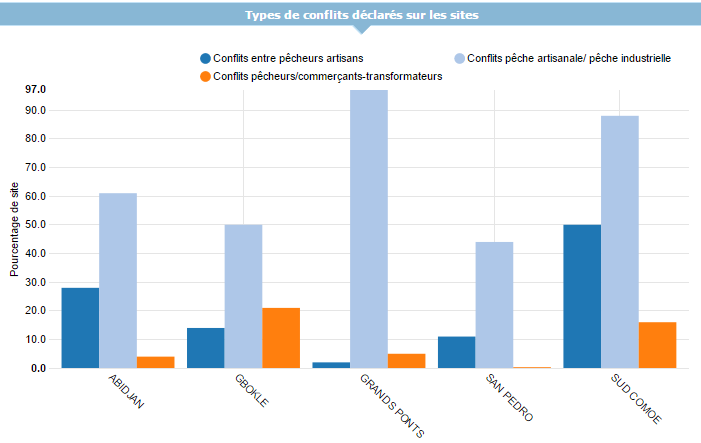 Types de conflits déclarés sur les sites
Conflits entre pêcheurs artisans
Conflits pêche artisanale/ pêche industrielle
Conflits pêcheurs/commerçants-transformateurs
Pourcentage de site
97.0
90.0
80.0
70.0
60.0
50.0
40.0
30.0
20.0
10.0
0.0
ABIDJAN
GBOKLE
GRANDS PONTS
SAN PEDRO
SUD COMOE